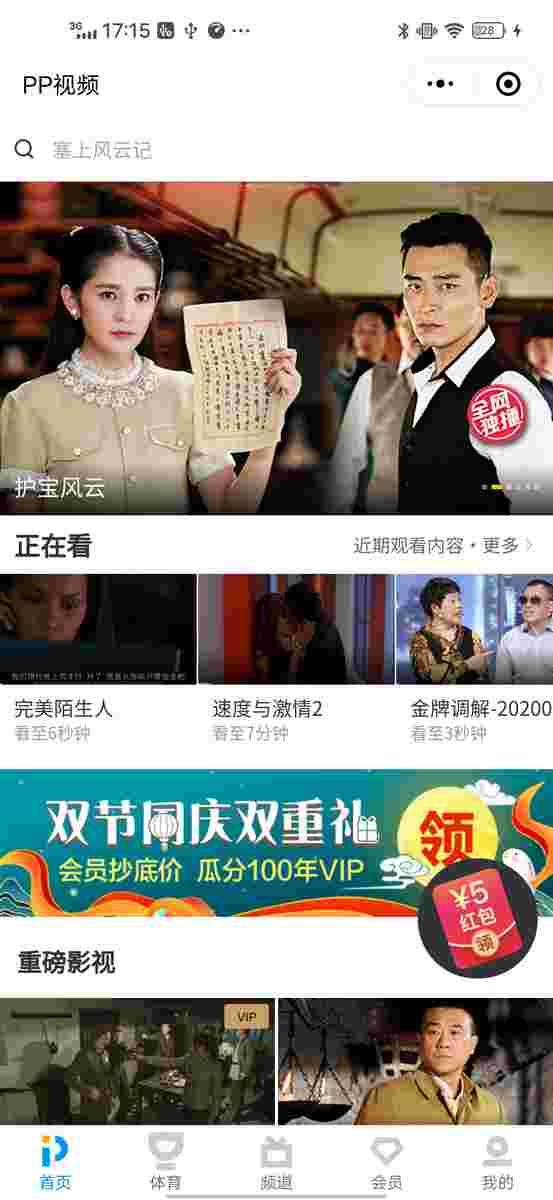 3G 17:15 28
PP视频
塞上风云记
全网
独播
护宝风云
正在看
近期观看内容·更多
完美陌生人
看至6秒钟
速度与激情2
看至7分钟
金牌调解-20200
看至3秒钟
双节同庆双重礼
领
会员抄底价 瓜分100年VIP
¥5
红包
领
重磅影视
VIP
首页
体育
频道
会员
我的